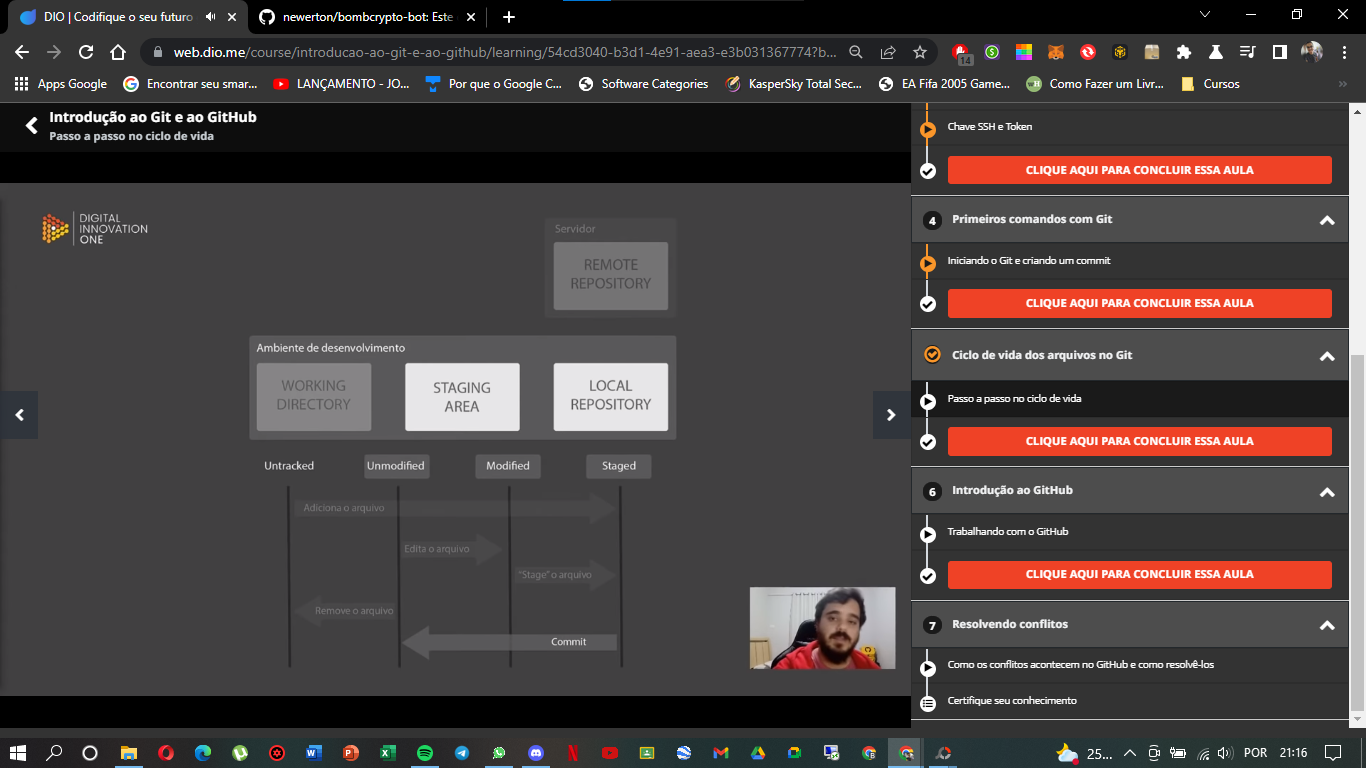 DIO | Codifique o seu futuro
newerton/bombcrypto-bot: Este
web.dio.me/course/introducao-ao-git-e-ao-github/learning/54cd3040-b3d1-4e91-aea3-e3b031367774?b...
14
Apps Google
Encontrar seu smar...
LANÇAMENTO - JO...
Por que o Google C...
Software Categories
KasperSky Total Sec...
EA Fifa 2005 Game...
Como Fazer um Livr...
Cursos
Introdução ao Git e ao GitHub
Passo a passo no ciclo de vida
DIGITAL
INNOVATION
ONE
Servidor
REMOTE
REPOSITORY
Ambiente de desenvolvimento
WORKING
DIRECTORY
STAGING
AREA
LOCAL
REPOSITORY
Untracked
Unmodified
Modified
Staged
Adiciona o arquivo
Edita o arquivo
"Stage" o arquivo
Remove o arquivo
Commit
Chave SSH e Token
CLIQUE AQUI PARA CONCLUIR ESSA AULA
4 Primeiros comandos com Git
Iniciando o Git e criando um commit
CLIQUE AQUI PARA CONCLUIR ESSA AULA
Ciclo de vida dos arquivos no Git
Passo a passo no ciclo de vida
CLIQUE AQUI PARA CONCLUIR ESSA AULA
6 Introdução ao GitHub
Trabalhando com o GitHub
CLIQUE AQUI PARA CONCLUIR ESSA AULA
7 Resolvendo conflitos
Como os conflitos acontecem no GitHub e como resolvê-los
Certifique seu conhecimento
25...
POR
21:16